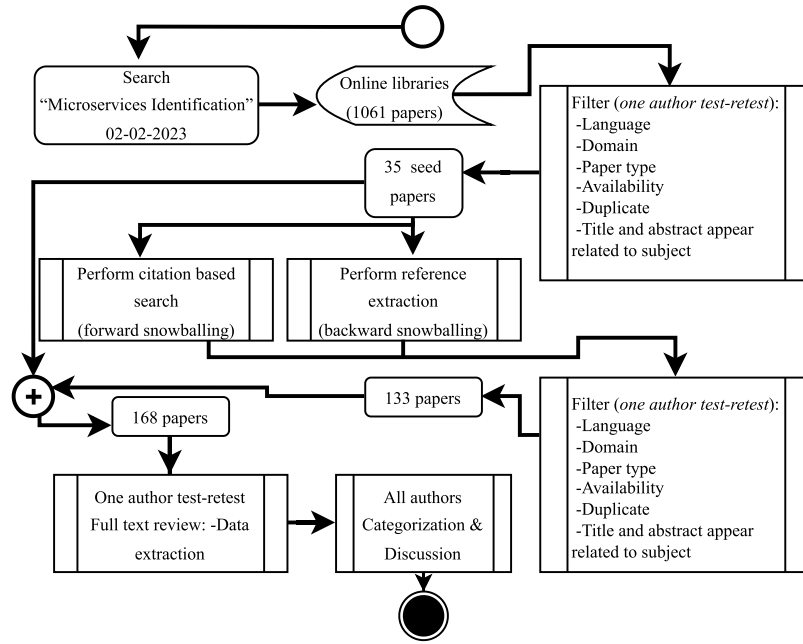 Search
“Microservices Identification”
02-02-2023
Online libraries
(1061 papers)
Filter (one author test-retest):
-Language
-Domain
-Paper type
-Availability
-Duplicate
-Title and abstract appear
related to subject
35 seed
papers
Perform citation based
search
(forward snowballing)
Perform reference
extraction
(backward snowballing)
Filter (one author test-retest):
-Language
-Domain
-Paper type
-Availability
-Duplicate
-Title and abstract appear
related to subject
133 papers
+
168 papers
One author test-retest
Full text review: -Data
extraction
All authors
Categorization &
Discussion